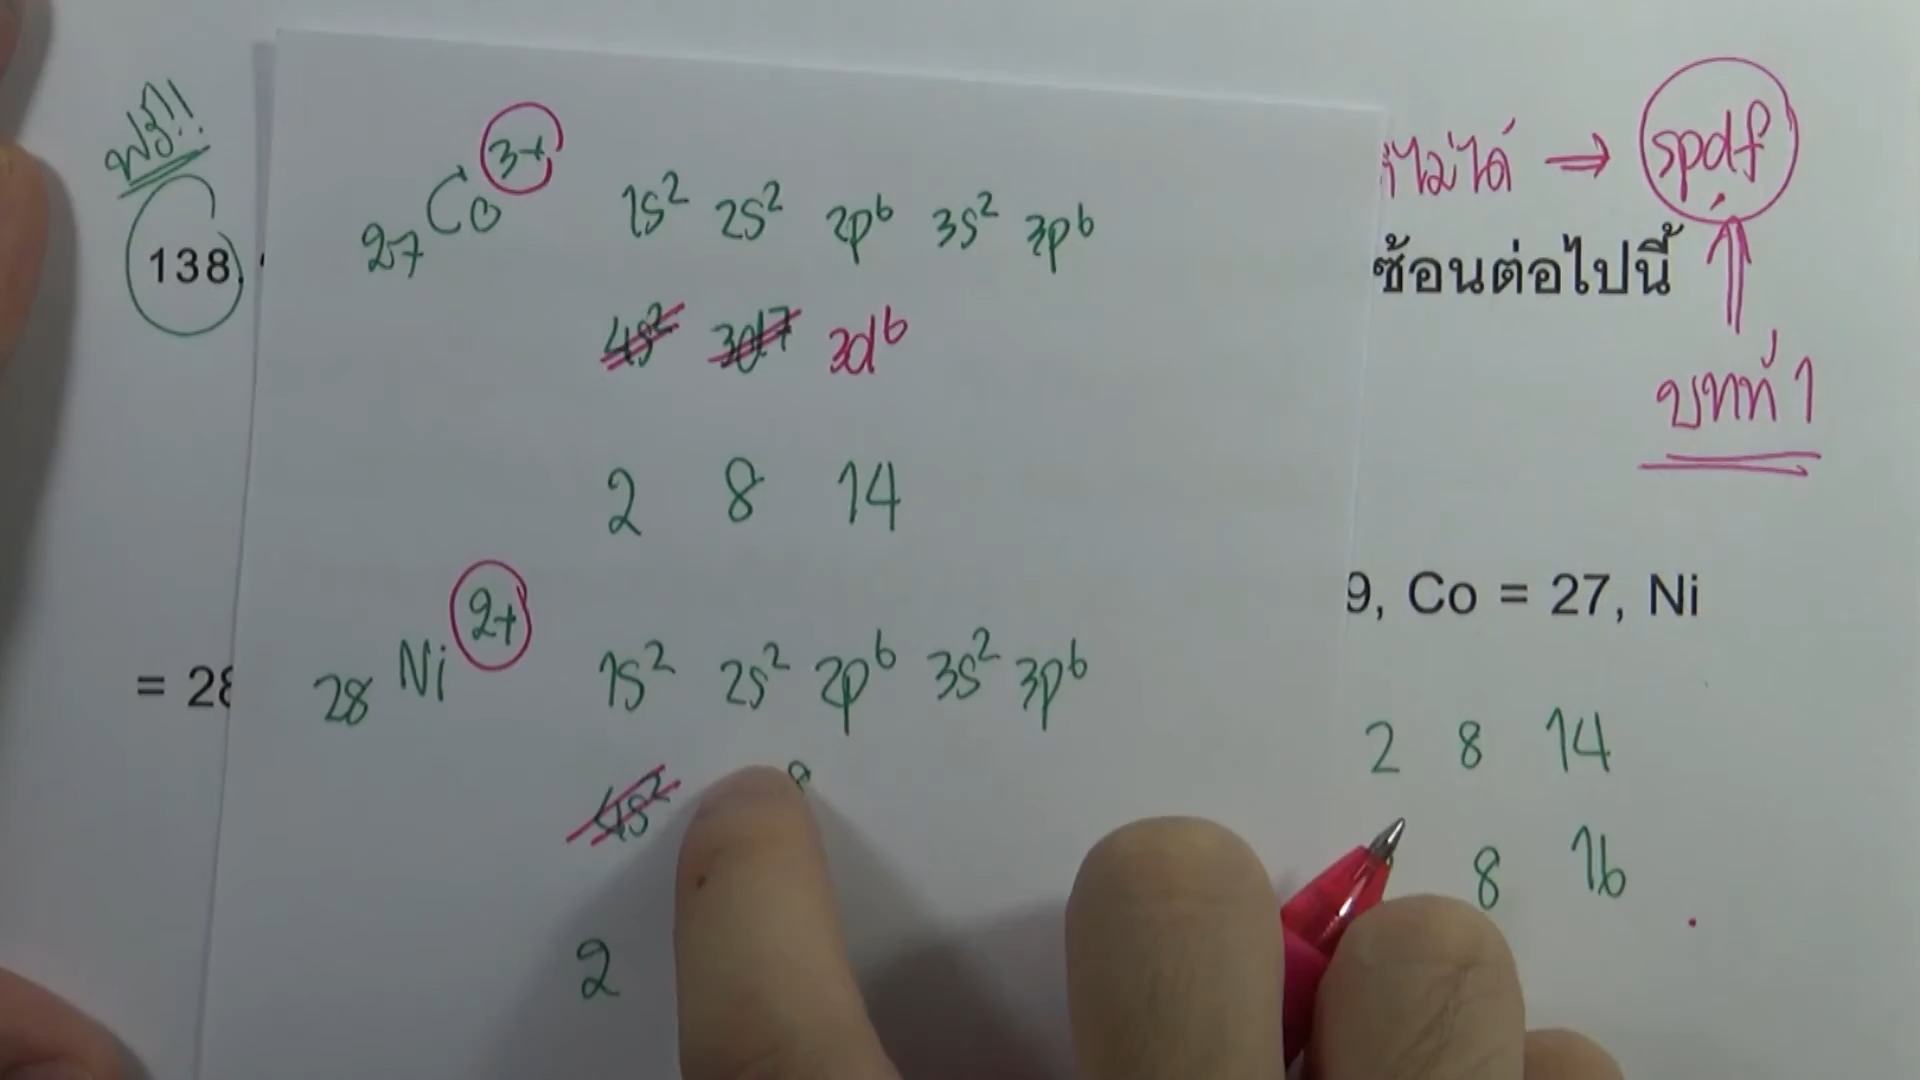 ฟรี!!
138.
27 Co 3+ 1s² 2s² 2p⁶ 3s² 3p⁶
4s² 3d7 3d⁶
2 8 14
28 Ni 2+ 1s² 2s² 2p⁶ 3s² 3p⁶
4s²
2
= 28
ไม่ได้ ⇒ spdf
ซ้อนต่อไปนี้
บทที่ 1
9, Co = 27, Ni
2 8 14
8 16